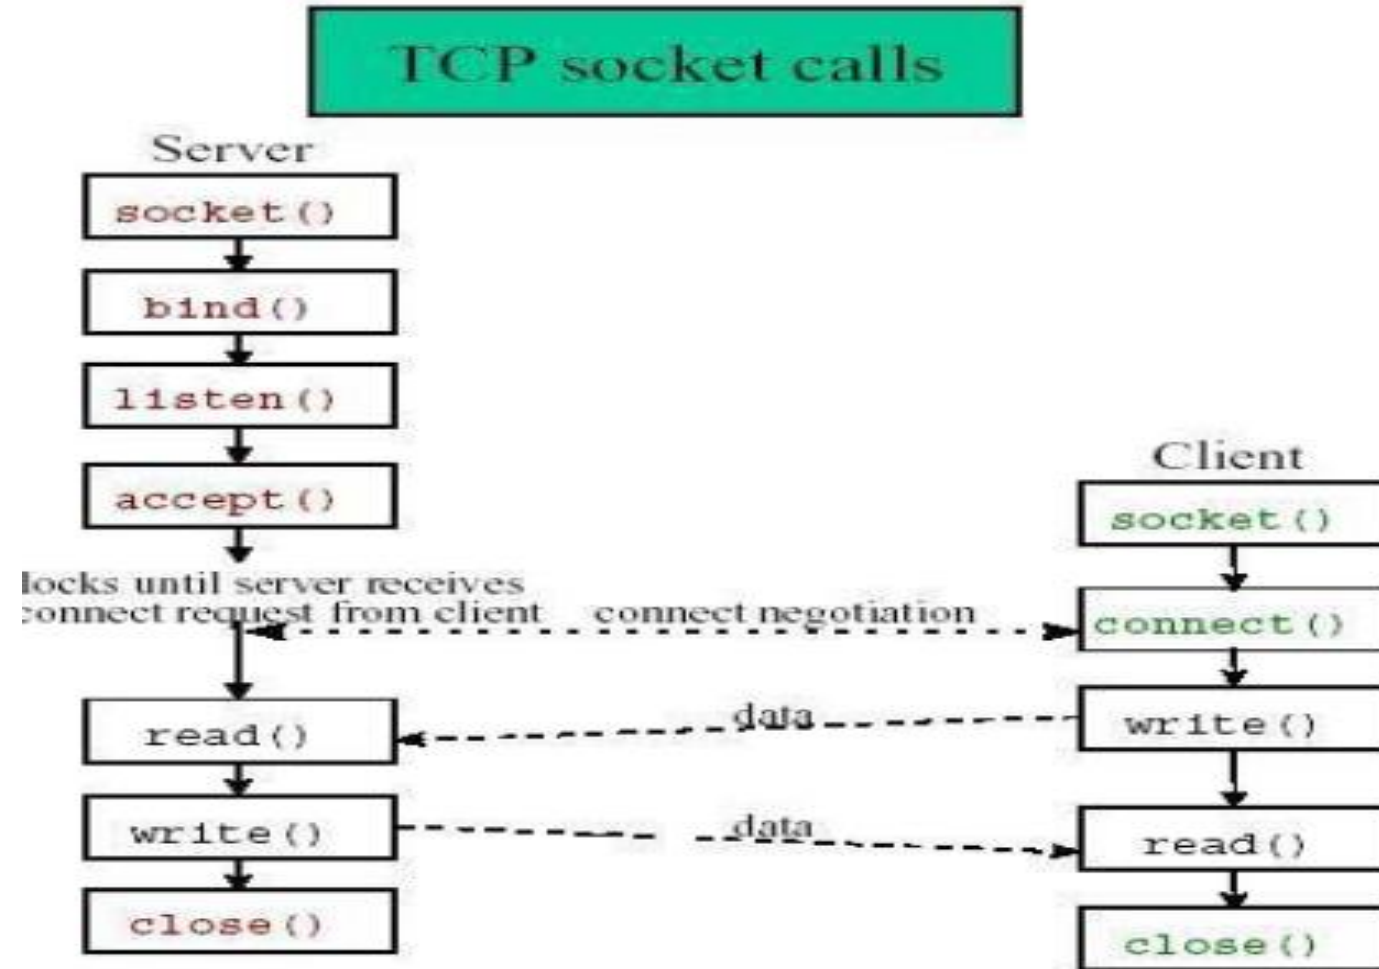 TCP socket calls
Server
socket()
bind()
listen()
accept()
locks until server receives
connect request from client
connect negotiation
read()
data
write()
data
close()
Client
socket()
connect()
write()
read()
close()